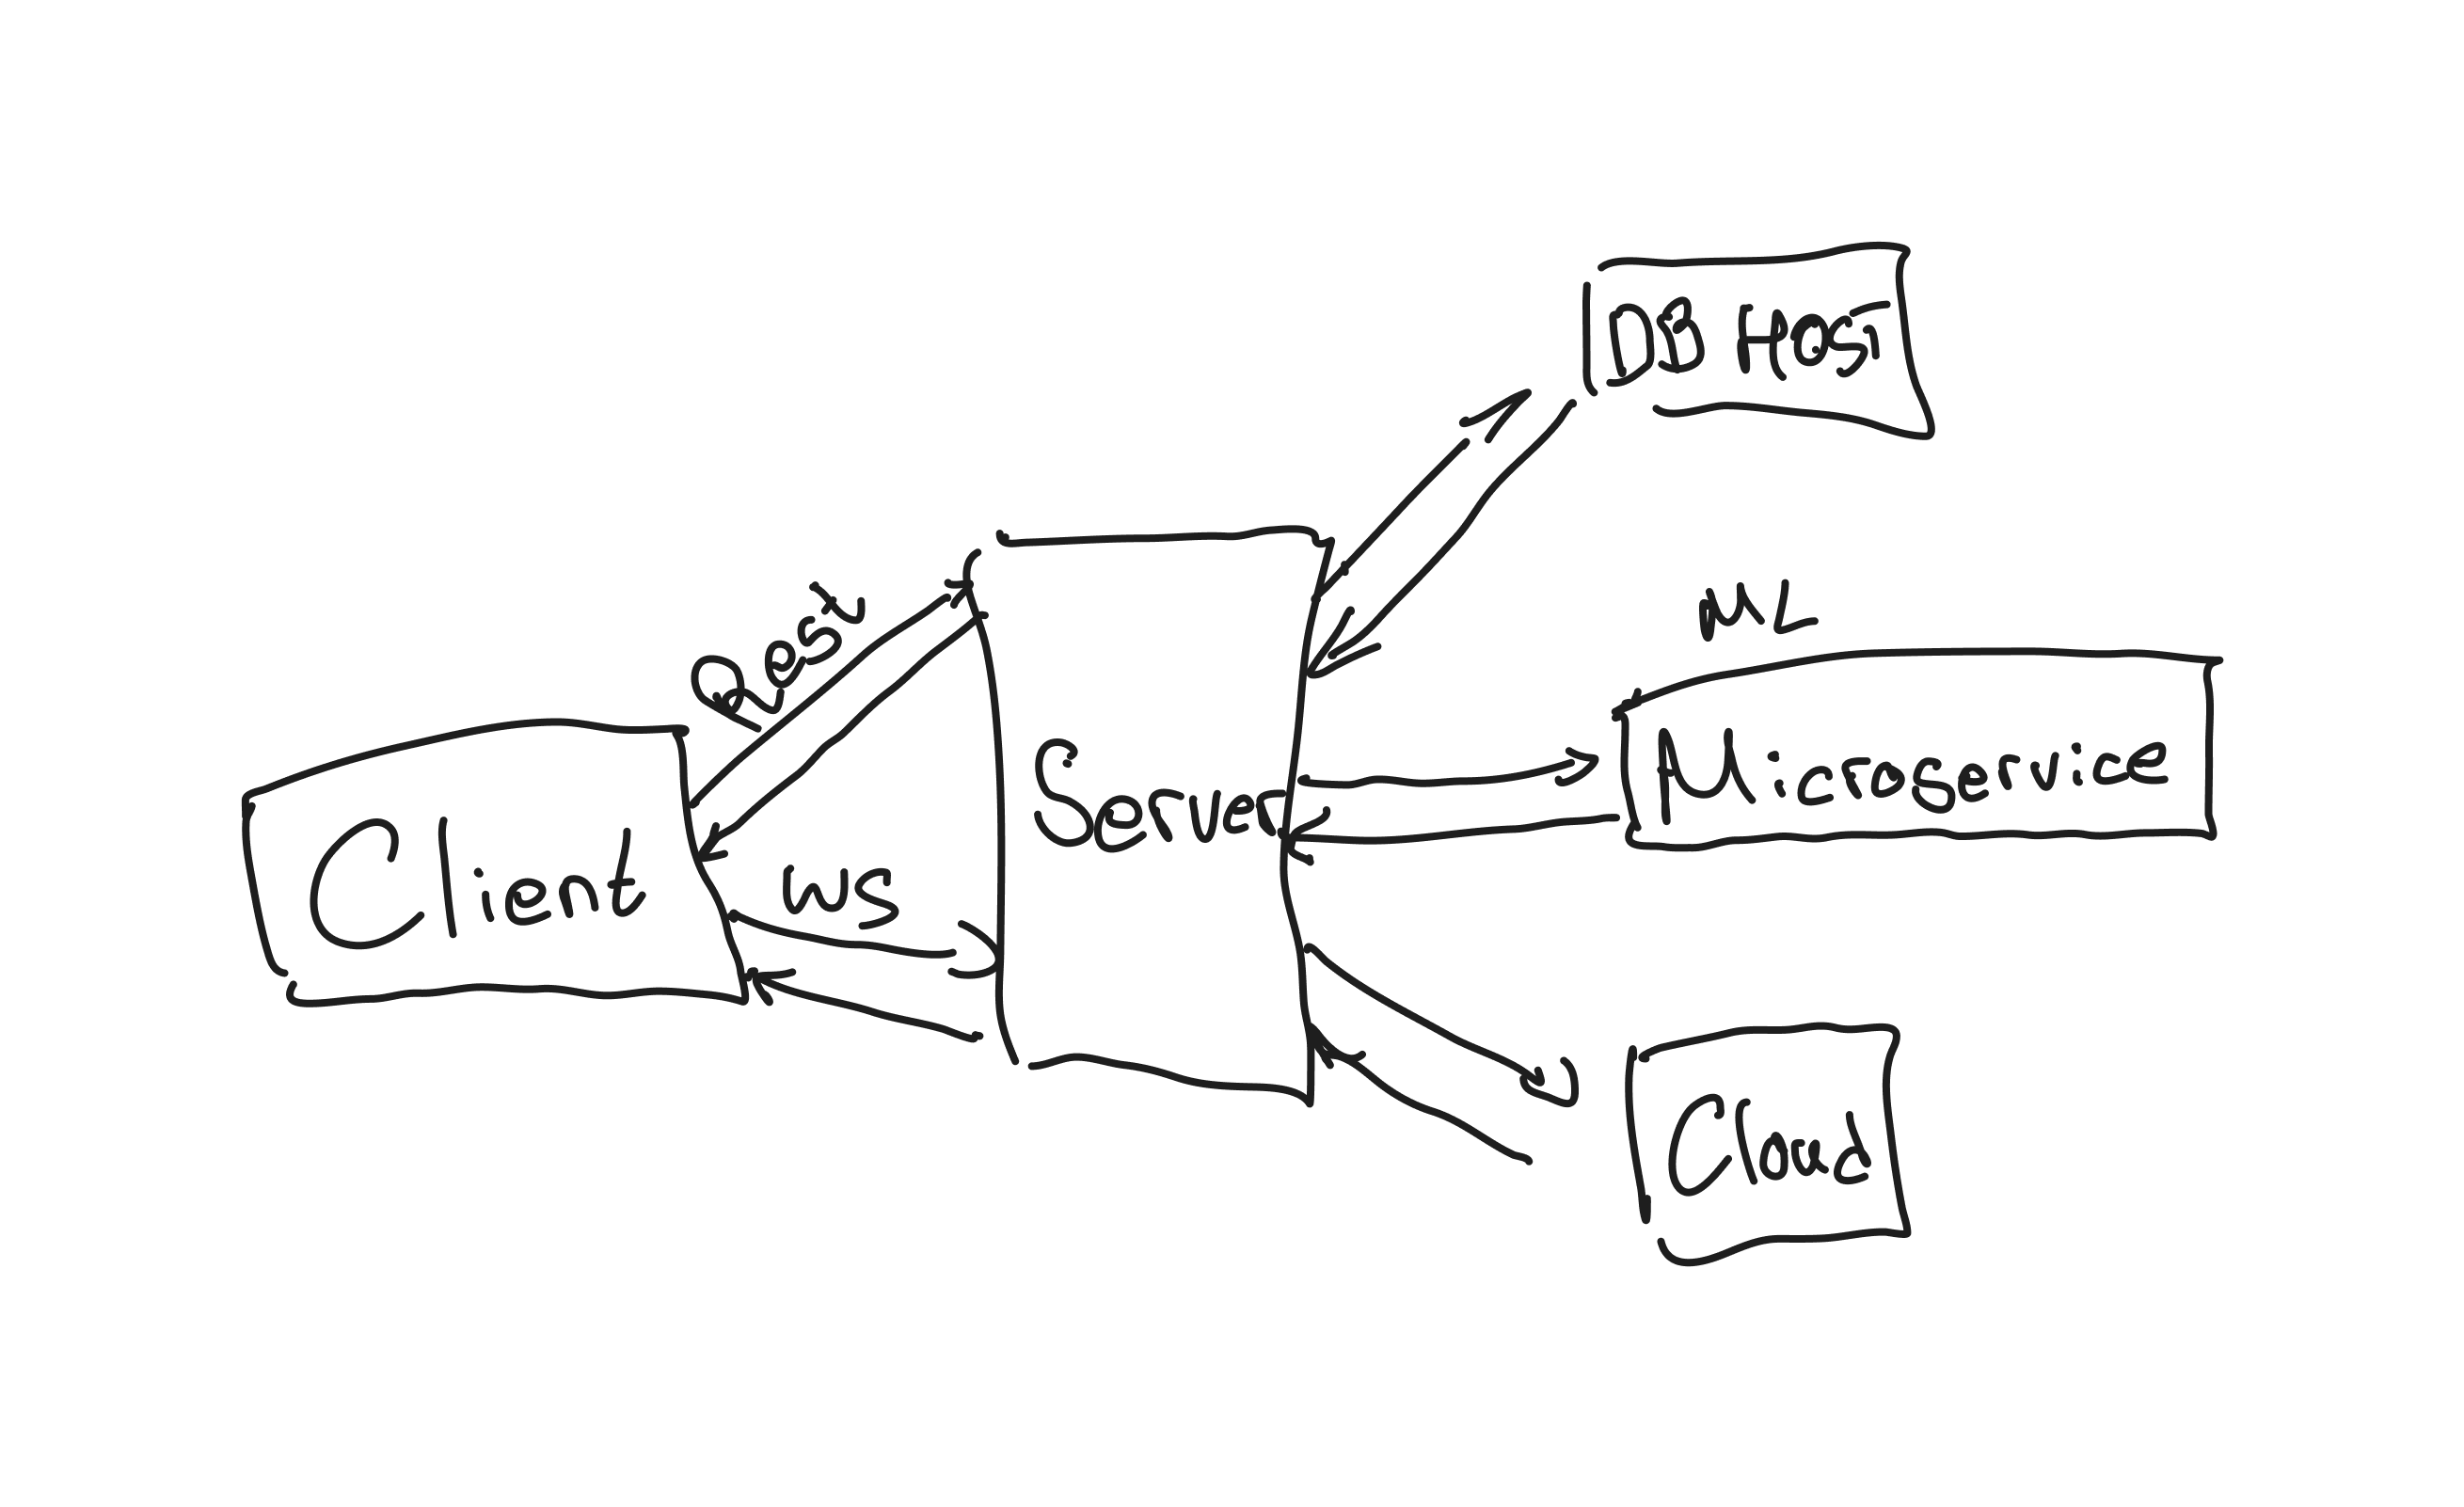 DB HOST
ML
Rest
Microservice
Server
Client
WS
Cloud